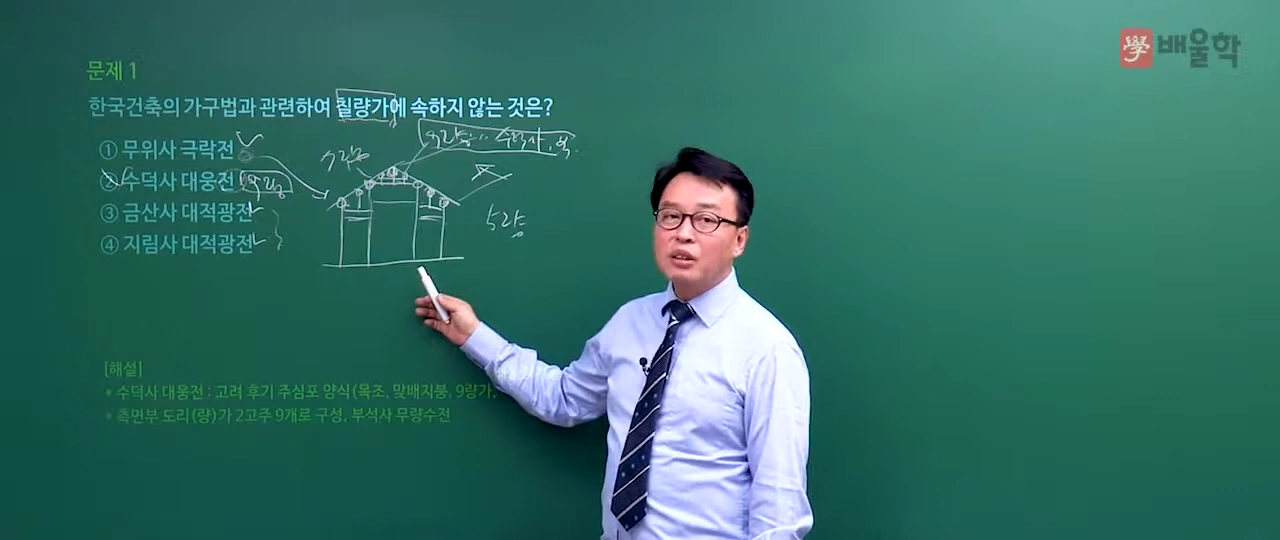 學 배울학
문제 1
한국건축의 가구법과 관련하여 칠량가에 속하지 않는 것은?
① 무위사 극락전
② 수덕사 대웅전
③ 금산사 대적광전
④ 지림사 대적광전
수덕사,
5량
[해설]
* 수덕사 대웅전 : 고려 후기 주심포 양식(목조, 맞배지붕, 9량가,
* 측면부 도리(량)가 2고주 9개로 구성, 부석사 무량수전